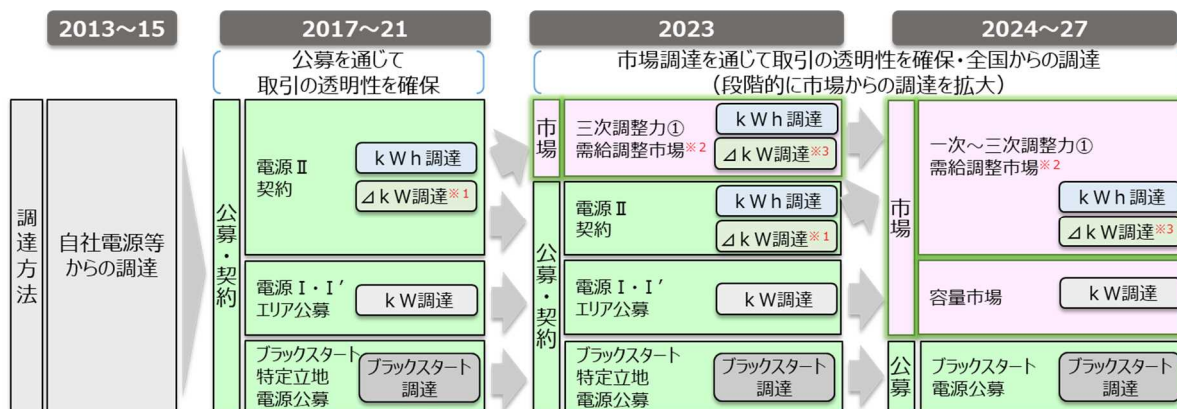 2013～15
2017～21
2023
2024～27
公募を通じて
取引の透明性を確保
市場調達を通じて取引の透明性を確保・全国からの調達
（段階的に市場からの調達を拡大）
調達方法
自社電源等
からの調達
公募・契約
電源Ⅱ
契約
ｋＷｈ調達
⊿ｋＷ調達※1
電源Ⅰ・Ⅰ′
エリア公募
ｋＷ調達
ブラックスタート
特定立地
電源公募
ブラックスタート
調達
市場
三次調整力①
需給調整市場※2
ｋＷｈ調達
⊿ｋＷ調達※3
公募・契約
電源Ⅱ
契約
ｋＷｈ調達
⊿ｋＷ調達※1
電源Ⅰ・Ⅰ′
エリア公募
ｋＷ調達
ブラックスタート
特定立地
電源公募
ブラックスタート
調達
市場
一次～三次調整力①
需給調整市場※2
ｋＷｈ調達
⊿ｋＷ調達※3
容量市場
ｋＷ調達
公募
ブラックスタート
電源公募
ブラックスタート
調達